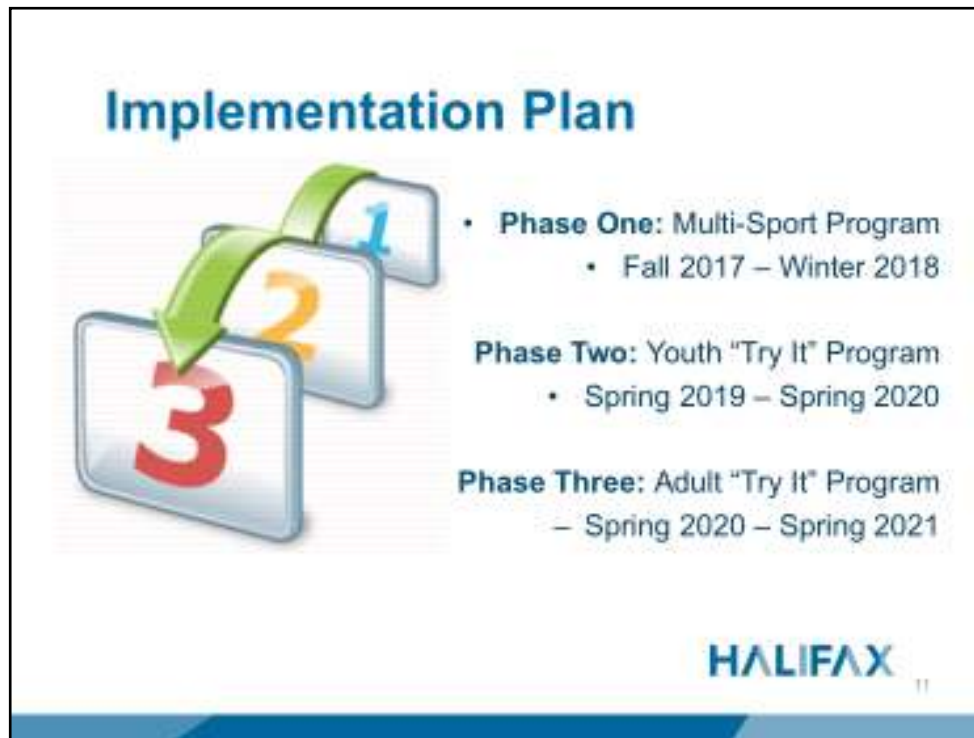 Implementation Plan
1
2
3
• Phase One: Multi-Sport Program
• Fall 2017 – Winter 2018
Phase Two: Youth “Try It” Program
• Spring 2019 – Spring 2020
Phase Three: Adult “Try It” Program
– Spring 2020 – Spring 2021
HALIFAX
11